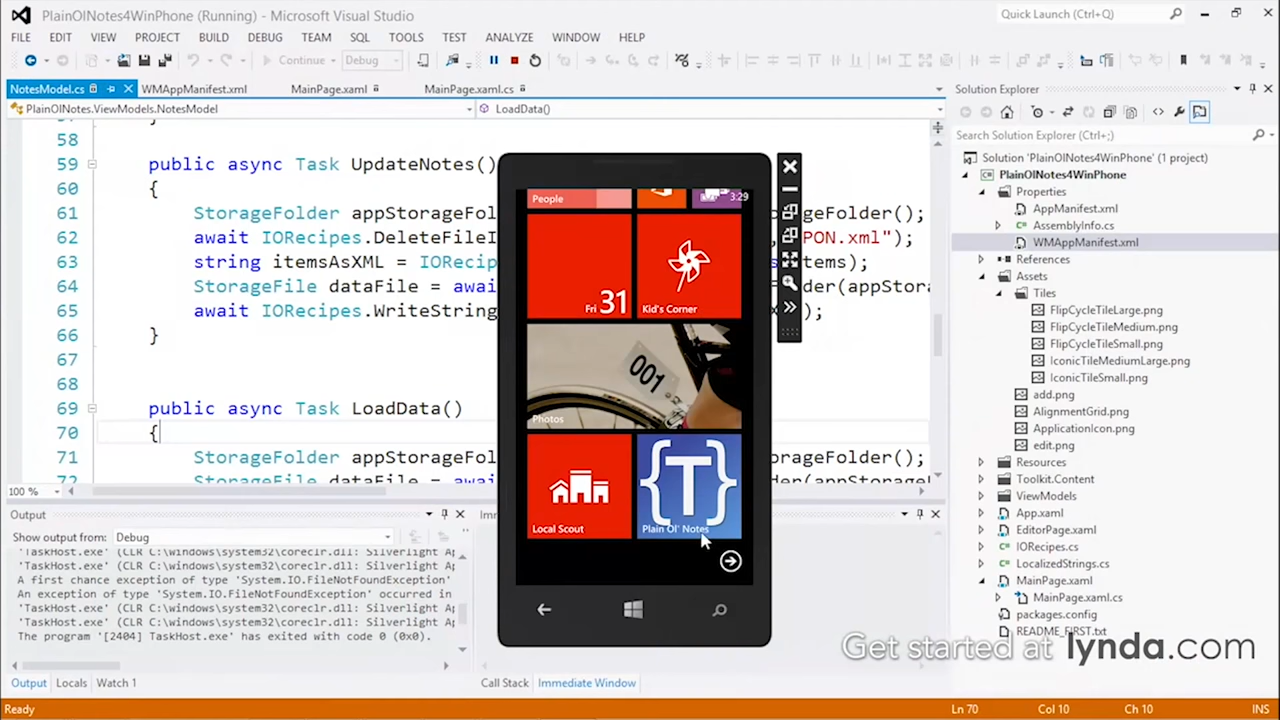 PlainOlNotes4WinPhone (Running) - Microsoft Visual Studio
Quick Launch (Ctrl+Q)
FILE EDIT VIEW PROJECT BUILD DEBUG TEAM SQL TOOLS TEST ANALYZE WINDOW HELP
Continue Debug
NotesModel.cs WMAppManifest.xml MainPage.xaml MainPage.xaml.cs
PlainOlNotes.ViewModels.NotesModel LoadData()
58
59 public async Task UpdateNotes()
60 {
61 StorageFolder appStorageFol orageFolder();
62 await IORecipes.DeleteFileI PON.xml");
63 string itemsAsXML = IORecip tems);
64 StorageFile dataFile = awai der(appStora
65 await IORecipes.WriteString );
66 }
67
68
69 public async Task LoadData()
70 {
71 StorageFolder appStorageFol orageFolder();
100 %
People
3:29
Fri 31
Kid's Corner
001
Photos
Local Scout
{T}
Plain Ol' Notes
Output
Show output from: Debug
'TaskHost.exe' (CLR C:\windows\system32\coreclr.dll: Silverlight Ap
'TaskHost.exe' (CLR C:\windows\system32\coreclr.dll: Silverlight Ap
A first chance exception of type 'System.IO.FileNotFoundException'
An exception of type 'System.IO.FileNotFoundException' occurred in
'TaskHost.exe' (CLR C:\windows\system32\coreclr.dll: Silverlight Ap
'TaskHost.exe' (CLR C:\windows\system32\coreclr.dll: Silverlight Ap
The program '[2404] TaskHost.exe' has exited with code 0 (0x0).
Output Locals Watch 1
Imm
Call Stack Immediate Window
Solution Explorer
Search Solution Explorer (Ctrl+;)
Solution 'PlainOlNotes4WinPhone' (1 project)
PlainOlNotes4WinPhone
Properties
AppManifest.xml
AssemblyInfo.cs
WMAppManifest.xml
References
Assets
Tiles
FlipCycleTileLarge.png
FlipCycleTileMedium.png
FlipCycleTileSmall.png
IconicTileMediumLarge.png
IconicTileSmall.png
add.png
AlignmentGrid.png
ApplicationIcon.png
edit.png
Resources
Toolkit.Content
ViewModels
App.xaml
EditorPage.xaml
IORecipes.cs
LocalizedStrings.cs
MainPage.xaml
MainPage.xaml.cs
packages.config
README_FIRST.txt
Get started at lynda.com
Ready Ln 70 Col 10 Ch 10 INS